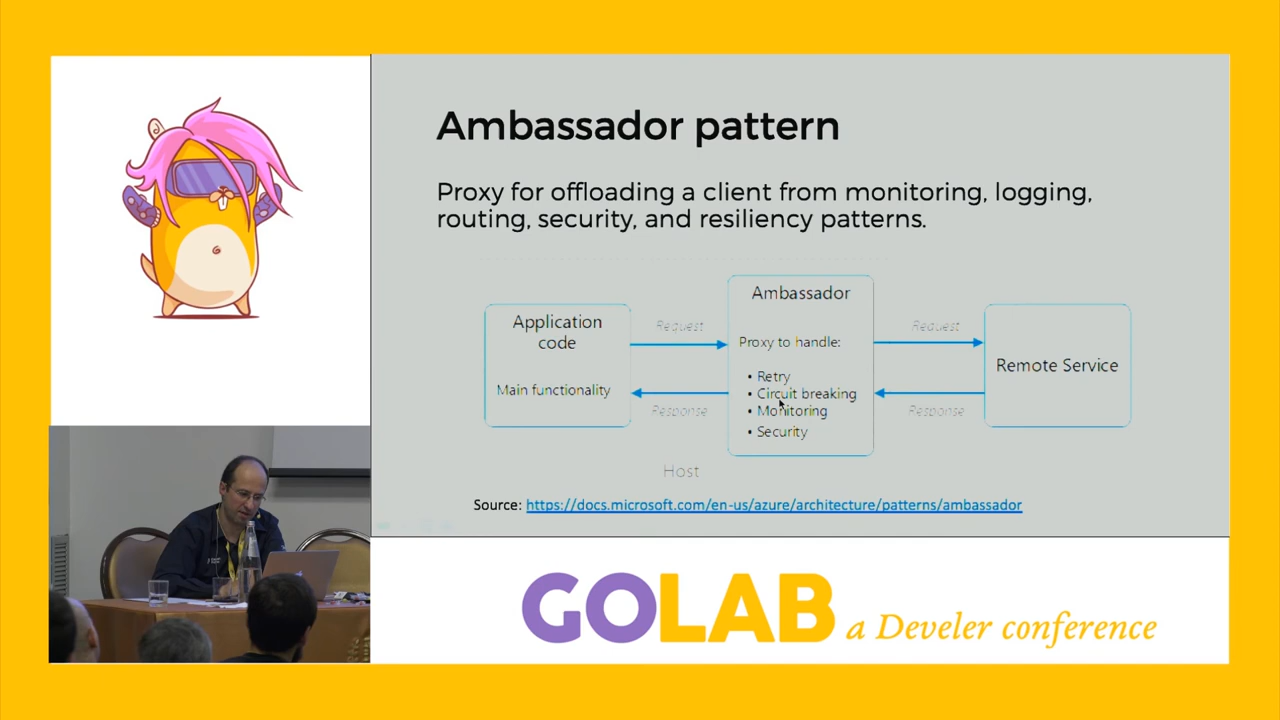 Ambassador pattern
Proxy for offloading a client from monitoring, logging,
routing, security, and resiliency patterns.
Application
code
Main functionality
Request
Response
Ambassador
Proxy to handle:
• Retry
• Circuit breaking
• Monitoring
• Security
Request
Response
Remote Service
Host
Source: https://docs.microsoft.com/en-us/azure/architecture/patterns/ambassador
GOLAB a Develer conference